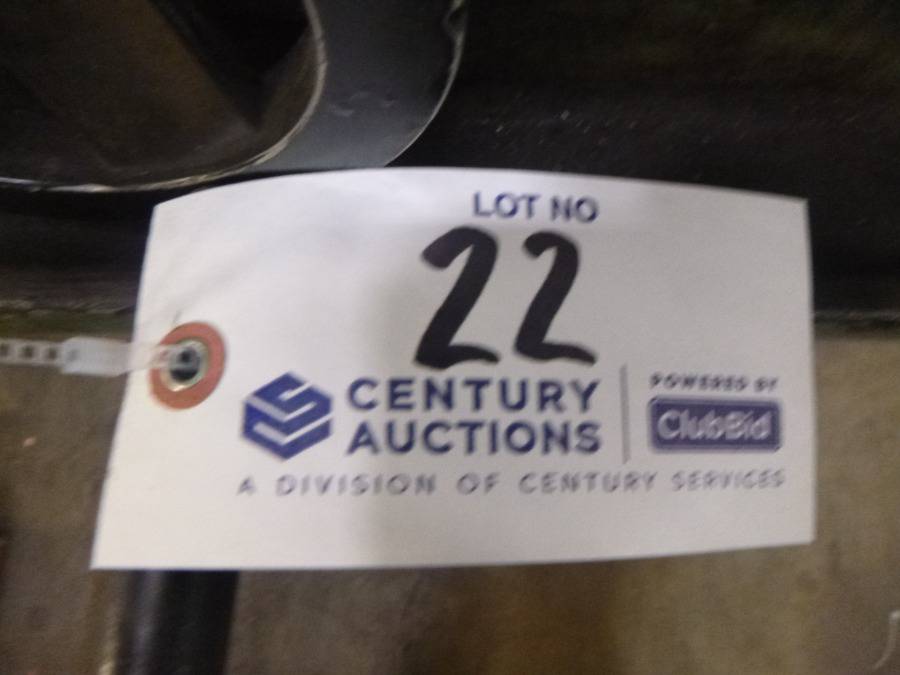 LOT NO
22
CENTURY
AUCTIONS
POWERED BY
ClubBid
A DIVISION OF CENTURY SERVICES